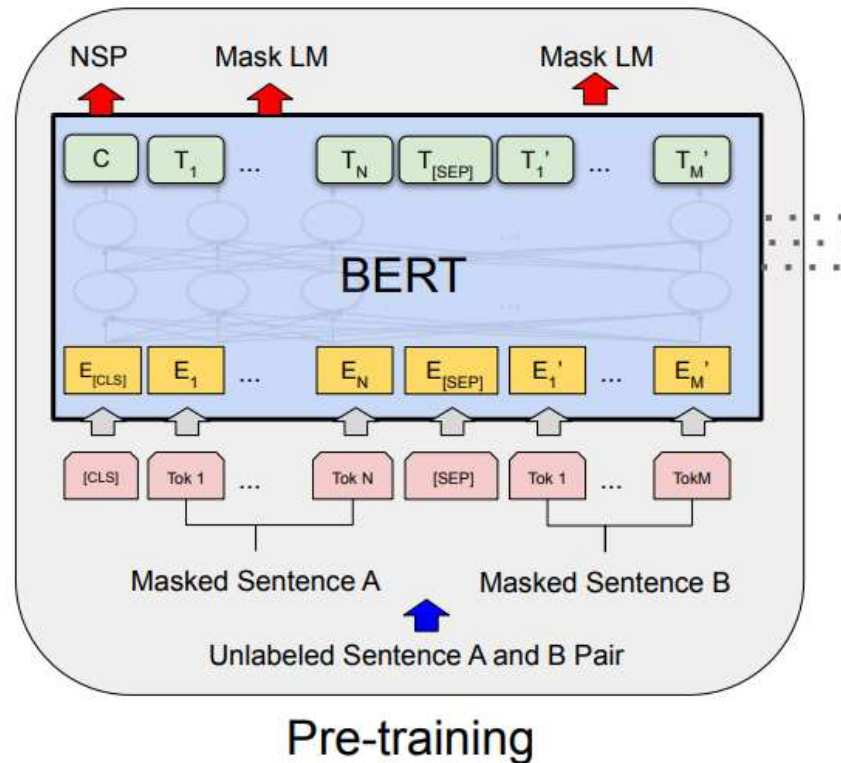 NSP Mask LM Mask LM
C T1 ... TN T[SEP] T1' ... TM'
...
BERT
...
E[CLS] E1 ... EN E[SEP] E1' ... EM'
[CLS] Tok 1 ... Tok N [SEP] Tok 1 ... TokM
Masked Sentence A Masked Sentence B
Unlabeled Sentence A and B Pair
Pre-training